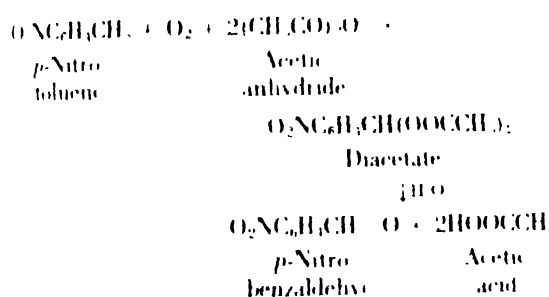 O₂NC₆H₄CH₃ + O₂ + 2(CH₃CO)₂O →
p-Nitro Acetic
toluene anhydride
O₂NC₆H₄CH(OOCCH₃)₂
Diacetate
↓H₂O
O₂NC₆H₄CH O + 2HOOCCH
p-Nitro Acetic
benzaldehyde acid